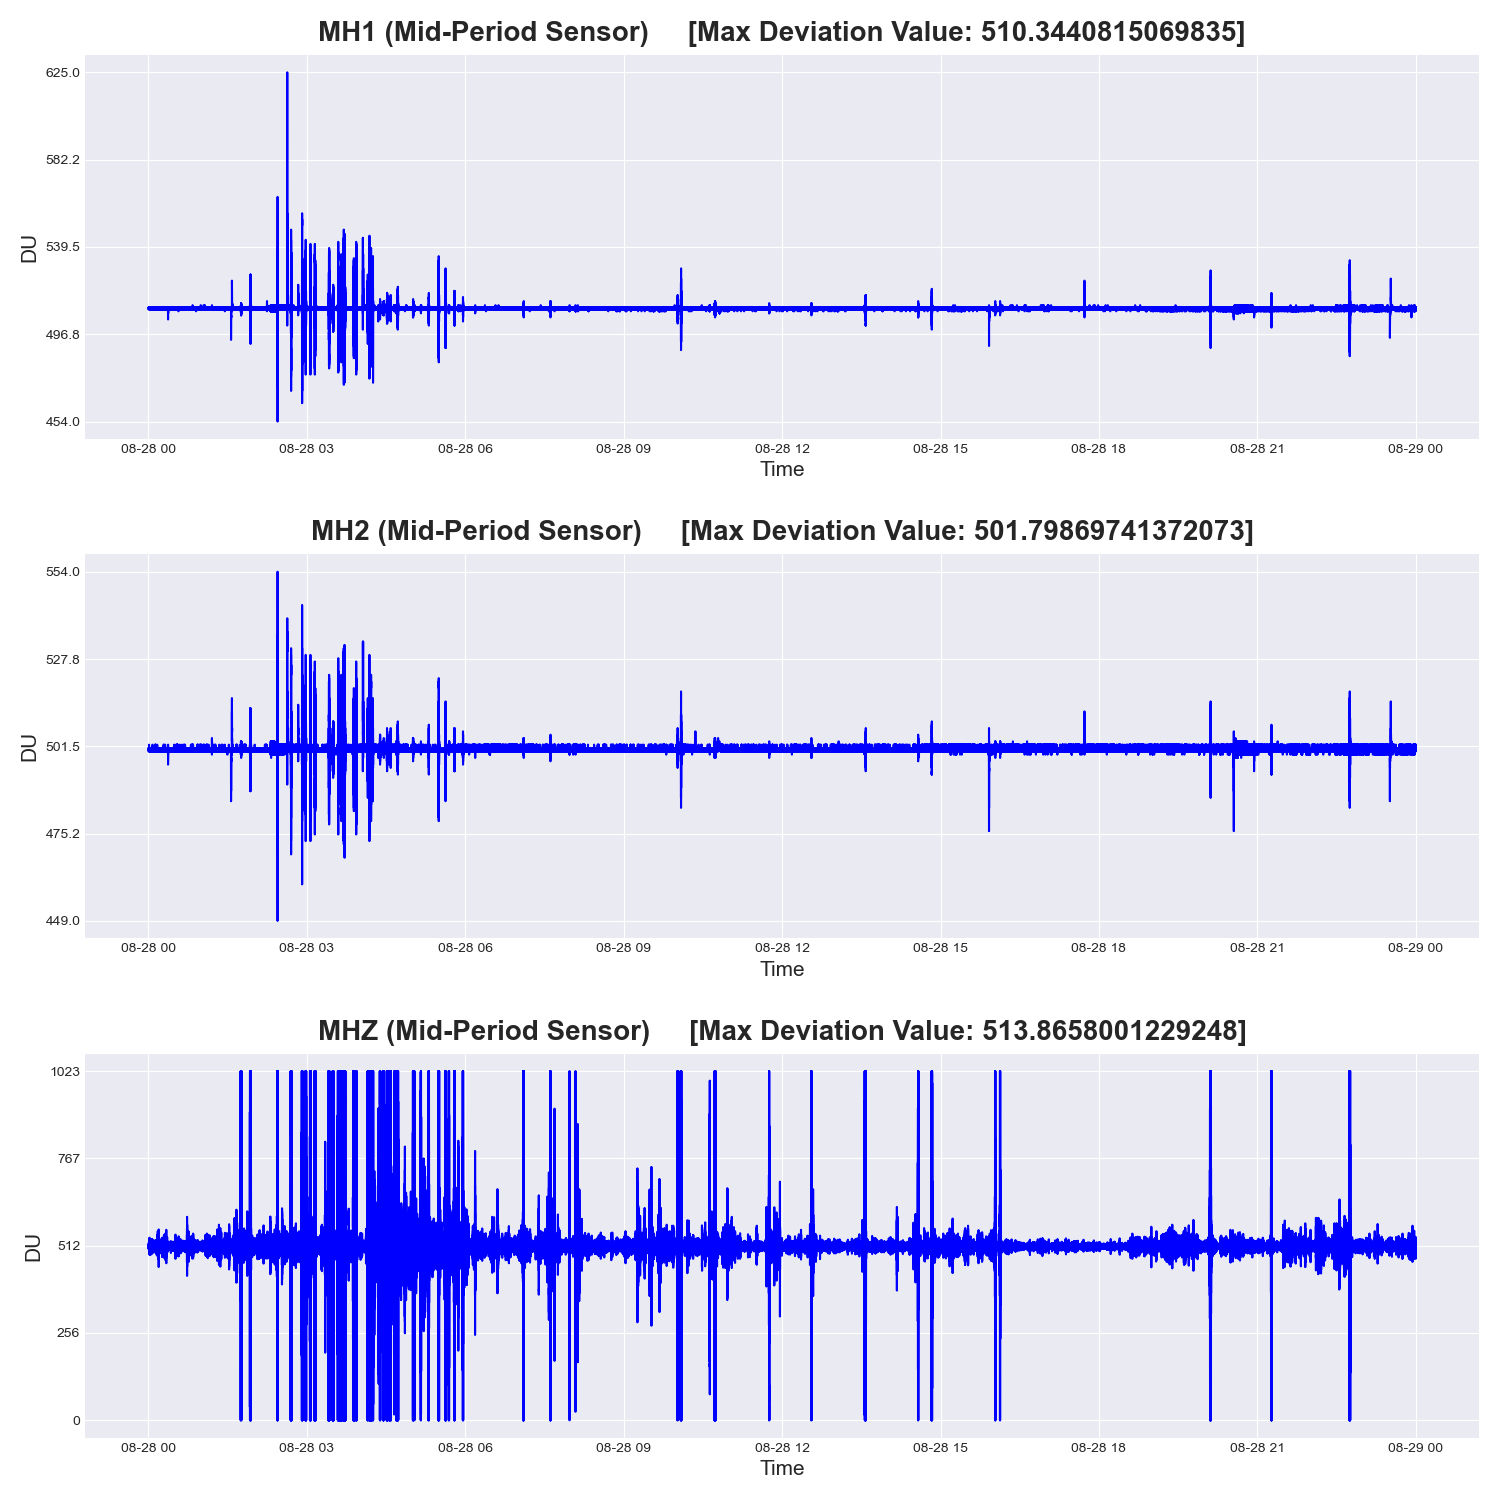 MH1 (Mid-Period Sensor) [Max Deviation Value: 510.3440815069835]
625.0
582.2
539.5
496.8
454.0
DU
08-28 00 08-28 03 08-28 06 08-28 09 08-28 12 08-28 15 08-28 18 08-28 21 08-29 00
Time
MH2 (Mid-Period Sensor) [Max Deviation Value: 501.79869741372073]
554.0
527.8
501.5
475.2
449.0
DU
08-28 00 08-28 03 08-28 06 08-28 09 08-28 12 08-28 15 08-28 18 08-28 21 08-29 00
Time
MHZ (Mid-Period Sensor) [Max Deviation Value: 513.8658001229248]
1023
767
512
256
0
DU
08-28 00 08-28 03 08-28 06 08-28 09 08-28 12 08-28 15 08-28 18 08-28 21 08-29 00
Time